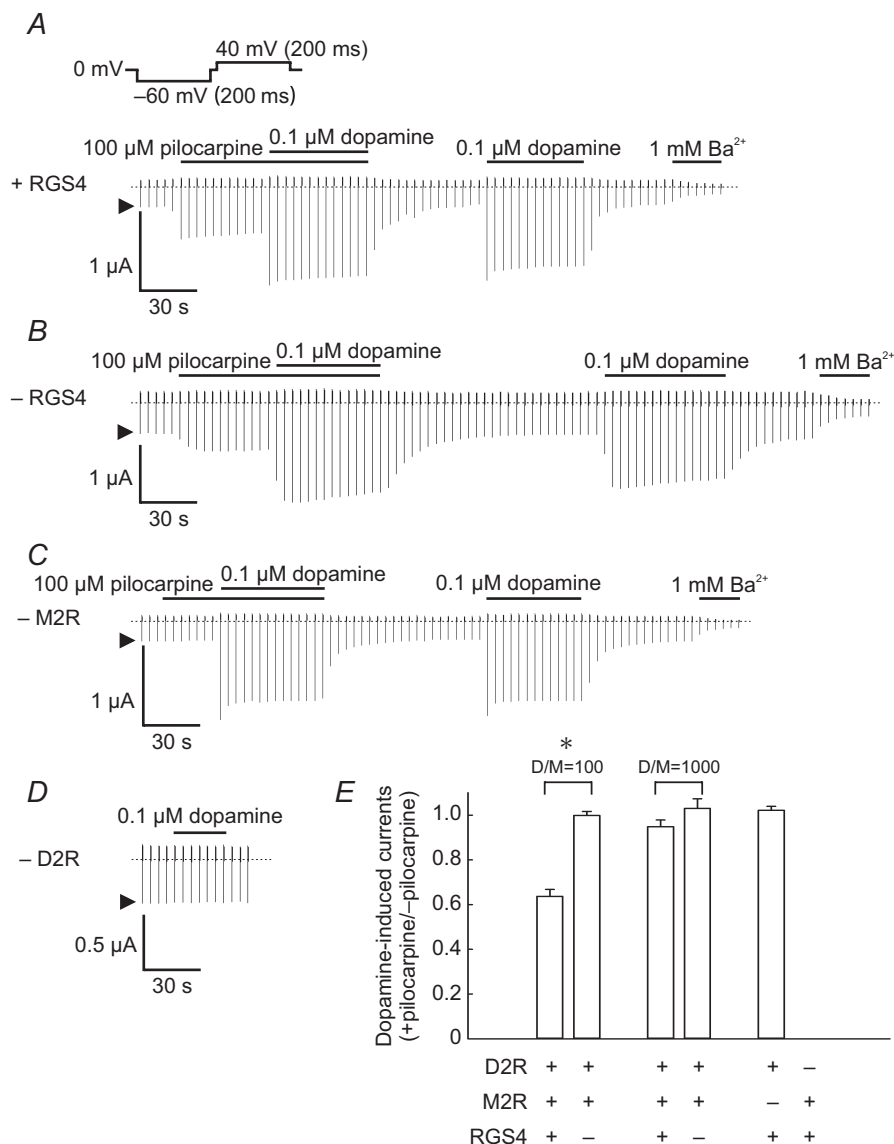 A
40 mV (200 ms)
0 mV
–60 mV (200 ms)
0.1 µM dopamine
100 µM pilocarpine
0.1 µM dopamine
1 mM Ba²⁺
+ RGS4
1 µA
30 s
B
0.1 µM dopamine
100 µM pilocarpine
0.1 µM dopamine
1 mM Ba²⁺
– RGS4
1 µA
30 s
C
0.1 µM dopamine
100 µM pilocarpine
0.1 µM dopamine
1 mM Ba²⁺
– M2R
1 µA
30 s
D
0.1 µM dopamine
– D2R
0.5 µA
30 s
E
*
D/M=100
D/M=1000
Dopamine-induced currents
(+pilocarpine/–pilocarpine)
1.0
0.8
0.6
0.4
0.2
0
D2R + + + + + –
M2R + + + + – +
RGS4 + – + – + +